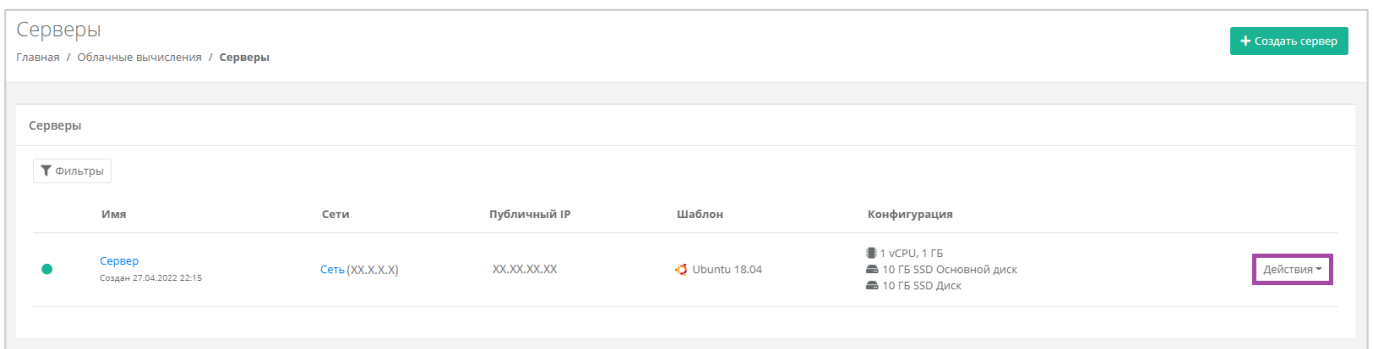 Серверы
Главная / Облачные вычисления / Серверы
+ Создать сервер
Серверы
Фильтры
Имя Сети Публичный IP Шаблон Конфигурация
Сервер
Создан 27.04.2022 22:15
Сеть (XX.X.X.X)
XX.XX.XX.XX
Ubuntu 18.04
1 vCPU, 1 ГБ
10 ГБ SSD Основной диск
10 ГБ SSD Диск
Действия